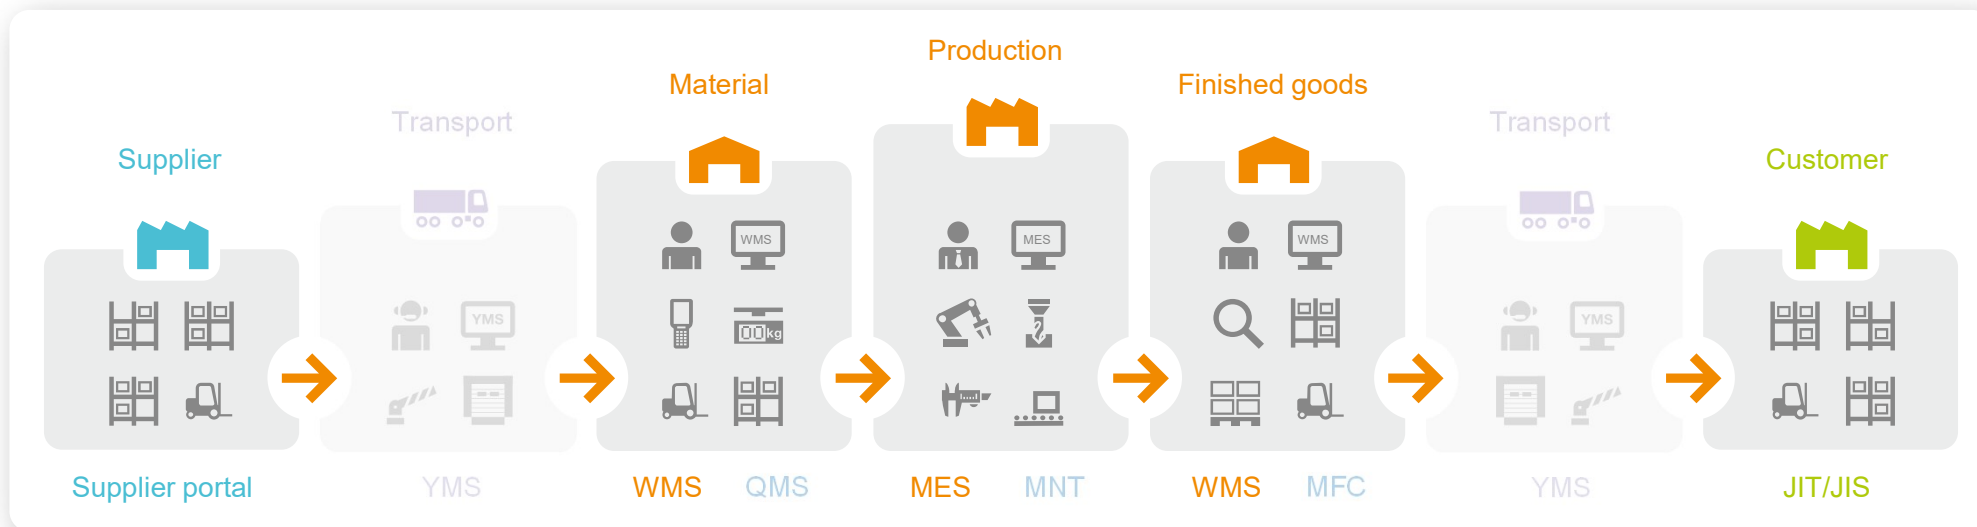 Production
Material
Finished goods
Transport
Transport
Supplier
Customer
WMS
MES
WMS
YMS
00kg
YMS
Supplier portal
YMS
WMS QMS
MES MNT
WMS MFC
YMS
JIT/JIS